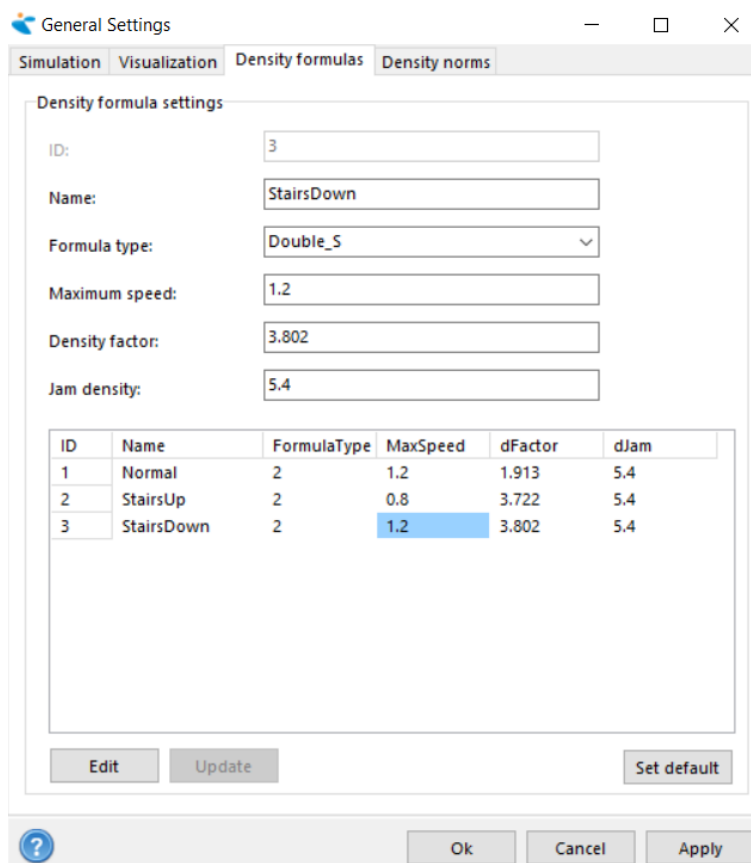 General Settings
Simulation Visualization Density formulas Density norms
Density formula settings
ID: 3
Name: StairsDown
Formula type: Double_S
Maximum speed: 1.2
Density factor: 3.802
Jam density: 5.4
ID Name FormulaType MaxSpeed dFactor dJam
1 Normal 2 1.2 1.913 5.4
2 StairsUp 2 0.8 3.722 5.4
3 StairsDown 2 1.2 3.802 5.4
Edit Update Set default
? Ok Cancel Apply